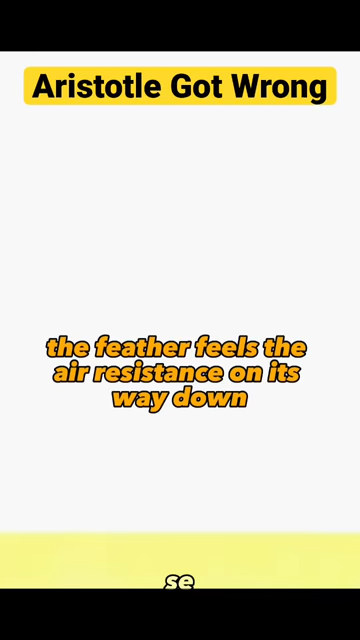 Aristotle Got Wrong
the feather feels the
air resistance on its
way down
se